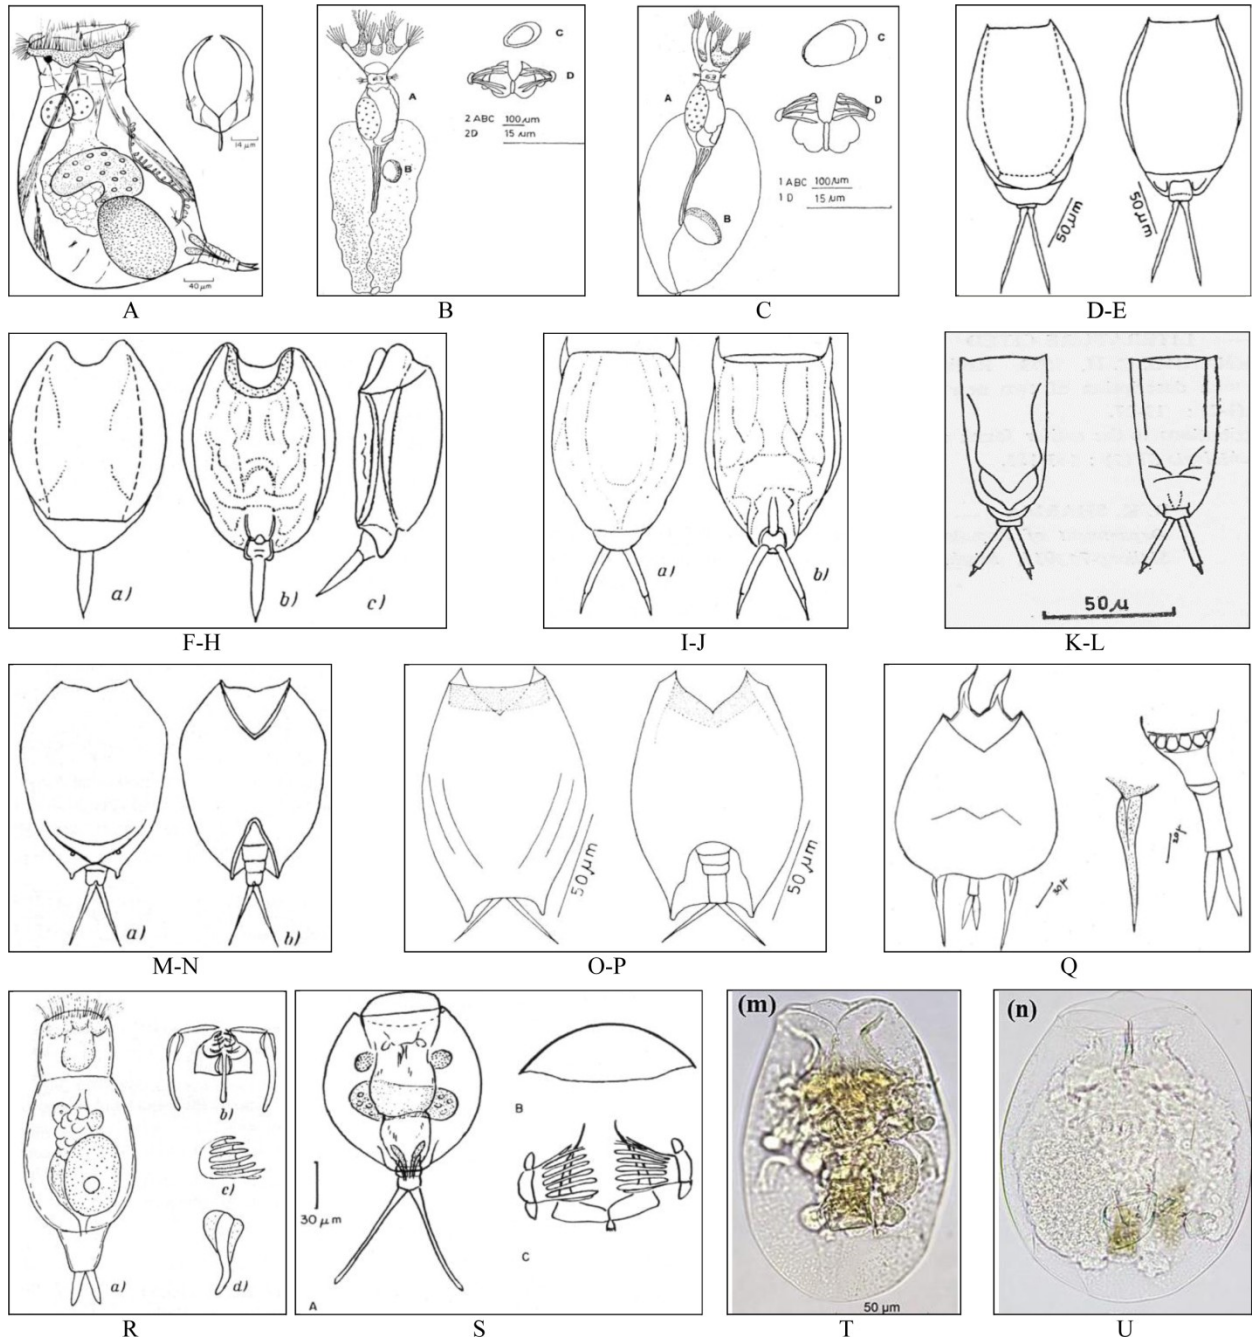 14 µm
40 µm
A
A
B
C
D
2 ABC 100 µm
2D 15 µm
B
A
B
C
D
1 ABC 100 µm
1 D 15 µm
C
50 µm
50 µm
D-E
a)
b)
c)
F-H
a)
b)
I-J
50 µ
K-L
a)
b)
M-N
50 µm
50 µm
O-P
Q
a)
b)
c)
d)
R
30 µm
A
B
C
S
(m)
50 µm
T
(n)
U